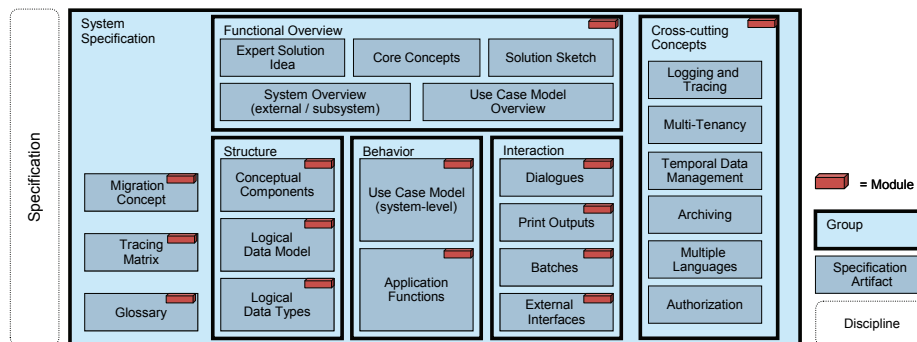 Specification
System
Specification
Migration
Concept
Tracing
Matrix
Glossary
Functional Overview
Expert Solution
Idea
Core Concepts
Solution Sketch
System Overview
(external / subsystem)
Use Case Model
Overview
Structure
Conceptual
Components
Logical
Data Model
Logical
Data Types
Behavior
Use Case Model
(system-level)
Application
Functions
Interaction
Dialogues
Print Outputs
Batches
External
Interfaces
Cross-cutting
Concepts
Logging and
Tracing
Multi-Tenancy
Temporal Data
Management
Archiving
Multiple
Languages
Authorization
= Module
Group
Specification
Artifact
Discipline